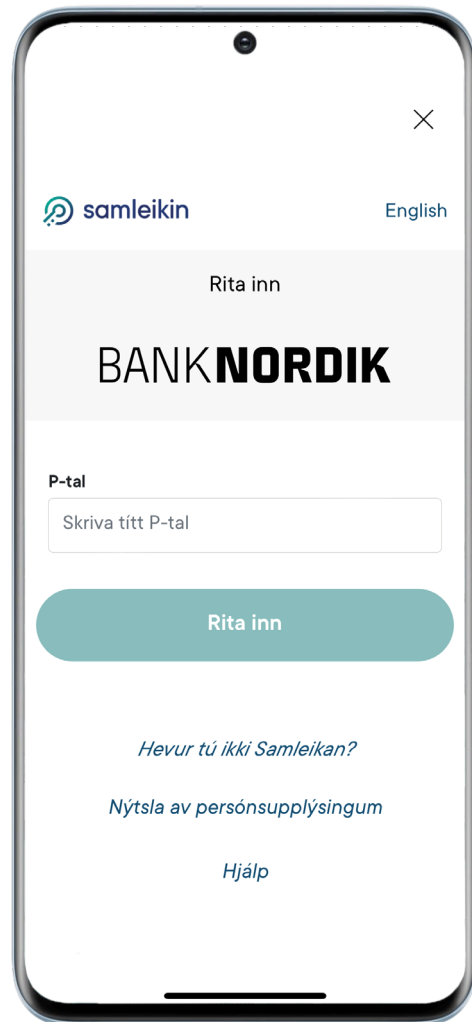 samleikin
English
Rita inn
BANKNORDIK
P-tal
Skriva títt P-tal
Rita inn
Hevur tú ikki Samleikan?
Nýtsla av persónsupplýsingum
Hjálp